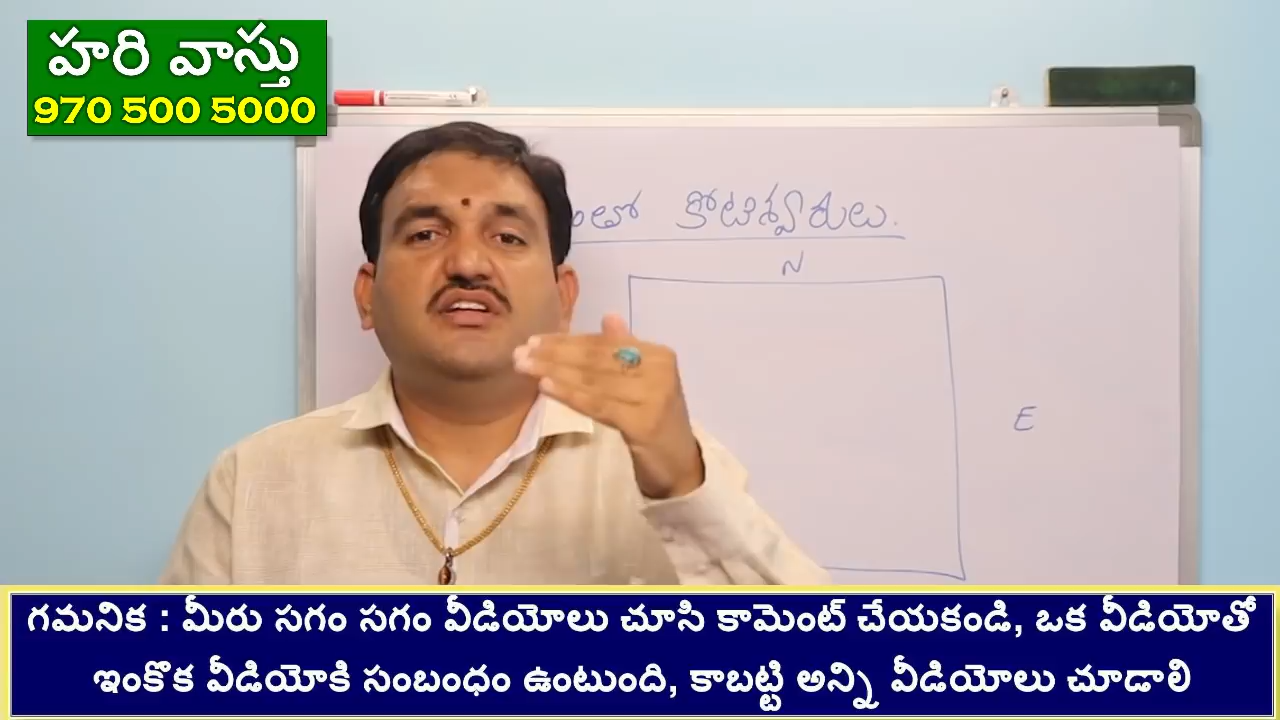 హరి వాస్తు
970 500 5000
కోటీశ్వరులు.
N
E
గమనిక : మీరు సగం సగం వీడియోలు చూసి కామెంట్ చేయకండి, ఒక వీడియోతో
ఇంకొక వీడియోకి సంబంధం ఉంటుంది, కాబట్టి అన్ని వీడియోలు చూడాలి